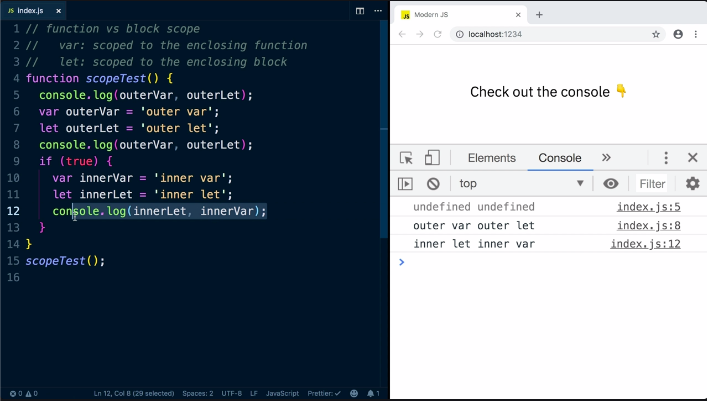 JS index.js ×
1 // function vs block scope
2 //   var: scoped to the enclosing function
3 //   let: scoped to the enclosing block
4 function scopeTest() {
5   console.log(outerVar, outerLet);
6   var outerVar = 'outer var';
7   let outerLet = 'outer let';
8   console.log(outerVar, outerLet);
9   if (true) {
10     var innerVar = 'inner var';
11     let innerLet = 'inner let';
12     console.log(innerLet, innerVar);
13   }
14 }
15 scopeTest();
16
0 0 Ln 12, Col 8 (29 selected) Spaces: 2 UTF-8 LF JavaScript Prettier: ✓ 1
JS Modern JS × +
localhost:1234
Check out the console 👇
Elements Console » ×
top ▼ Filter
undefined undefined index.js:5
outer var outer let index.js:8
inner let inner var index.js:12
>